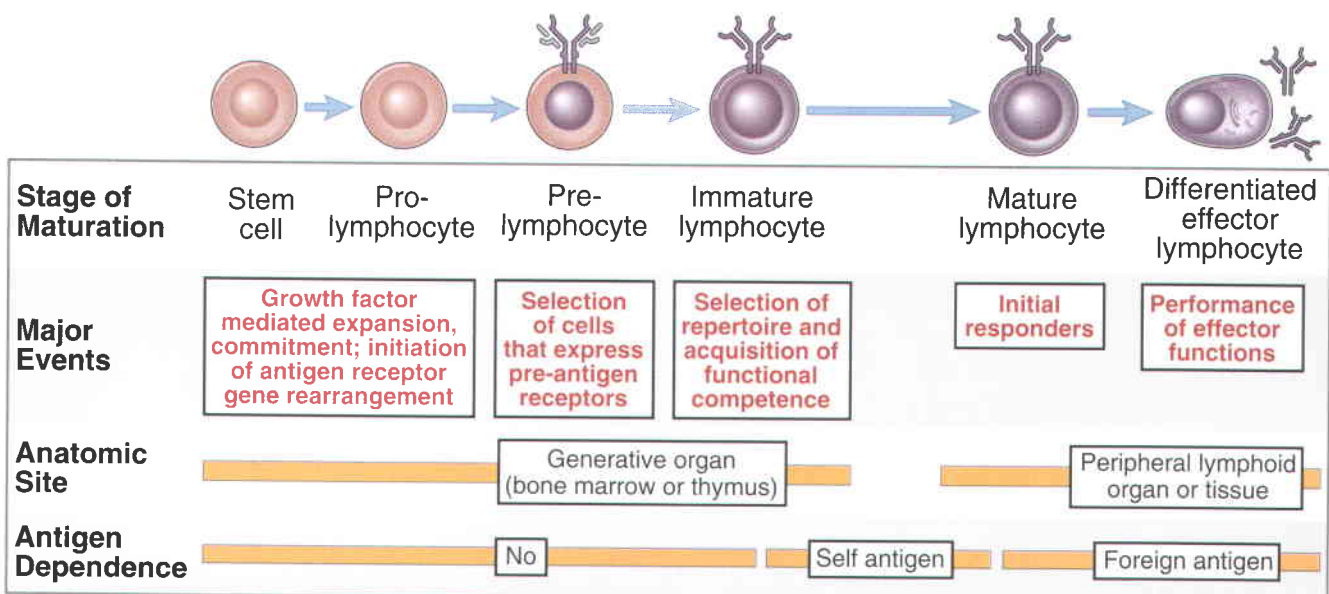 Stage of
Maturation
Stem
cell
Pro-
lymphocyte
Pre-
lymphocyte
Immature
lymphocyte
Mature
lymphocyte
Differentiated
effector
lymphocyte
Major
Events
Growth factor
mediated expansion,
commitment; initiation
of antigen receptor
gene rearrangement
Selection
of cells
that express
pre-antigen
receptors
Selection of
repertoire and
acquisition of
functional
competence
Initial
responders
Performance
of effector
functions
Anatomic
Site
Generative organ
(bone marrow or thymus)
Peripheral lymphoid
organ or tissue
Antigen
Dependence
No
Self antigen
Foreign antigen